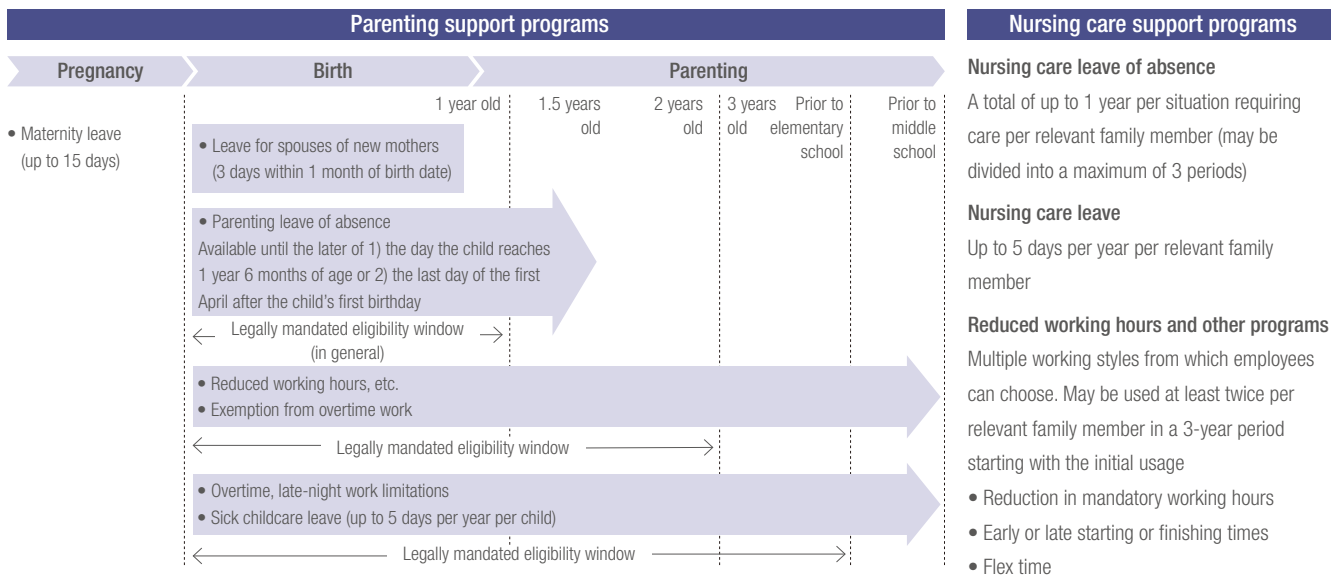 Parenting support programs
Pregnancy
Birth
Parenting
1 year old
1.5 years
old
2 years
old
3 years
old
Prior to
elementary
school
Prior to
middle
school
• Maternity leave
(up to 15 days)
• Leave for spouses of new mothers
(3 days within 1 month of birth date)
• Parenting leave of absence
Available until the later of 1) the day the child reaches
1 year 6 months of age or 2) the last day of the first
April after the child’s first birthday
Legally mandated eligibility window
(in general)
• Reduced working hours, etc.
• Exemption from overtime work
Legally mandated eligibility window
• Overtime, late-night work limitations
• Sick childcare leave (up to 5 days per year per child)
Legally mandated eligibility window
Nursing care support programs
Nursing care leave of absence
A total of up to 1 year per situation requiring
care per relevant family member (may be
divided into a maximum of 3 periods)
Nursing care leave
Up to 5 days per year per relevant family
member
Reduced working hours and other programs
Multiple working styles from which employees
can choose. May be used at least twice per
relevant family member in a 3-year period
starting with the initial usage
• Reduction in mandatory working hours
• Early or late starting or finishing times
• Flex time